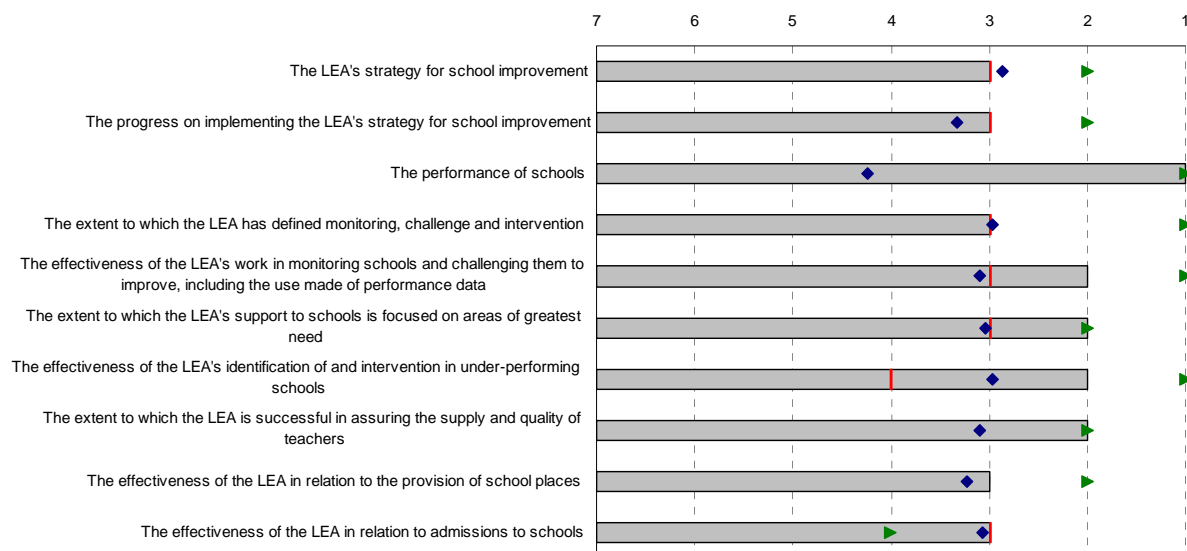 7 6 5 4 3 2 1
The LEA's strategy for school improvement
The progress on implementing the LEA's strategy for school improvement
The performance of schools
The extent to which the LEA has defined monitoring, challenge and intervention
The effectiveness of the LEA's work in monitoring schools and challenging them to
improve, including the use made of performance data
The extent to which the LEA's support to schools is focused on areas of greatest
need
The effectiveness of the LEA's identification of and intervention in under-performing
schools
The extent to which the LEA is successful in assuring the supply and quality of
teachers
The effectiveness of the LEA in relation to the provision of school places
The effectiveness of the LEA in relation to admissions to schools